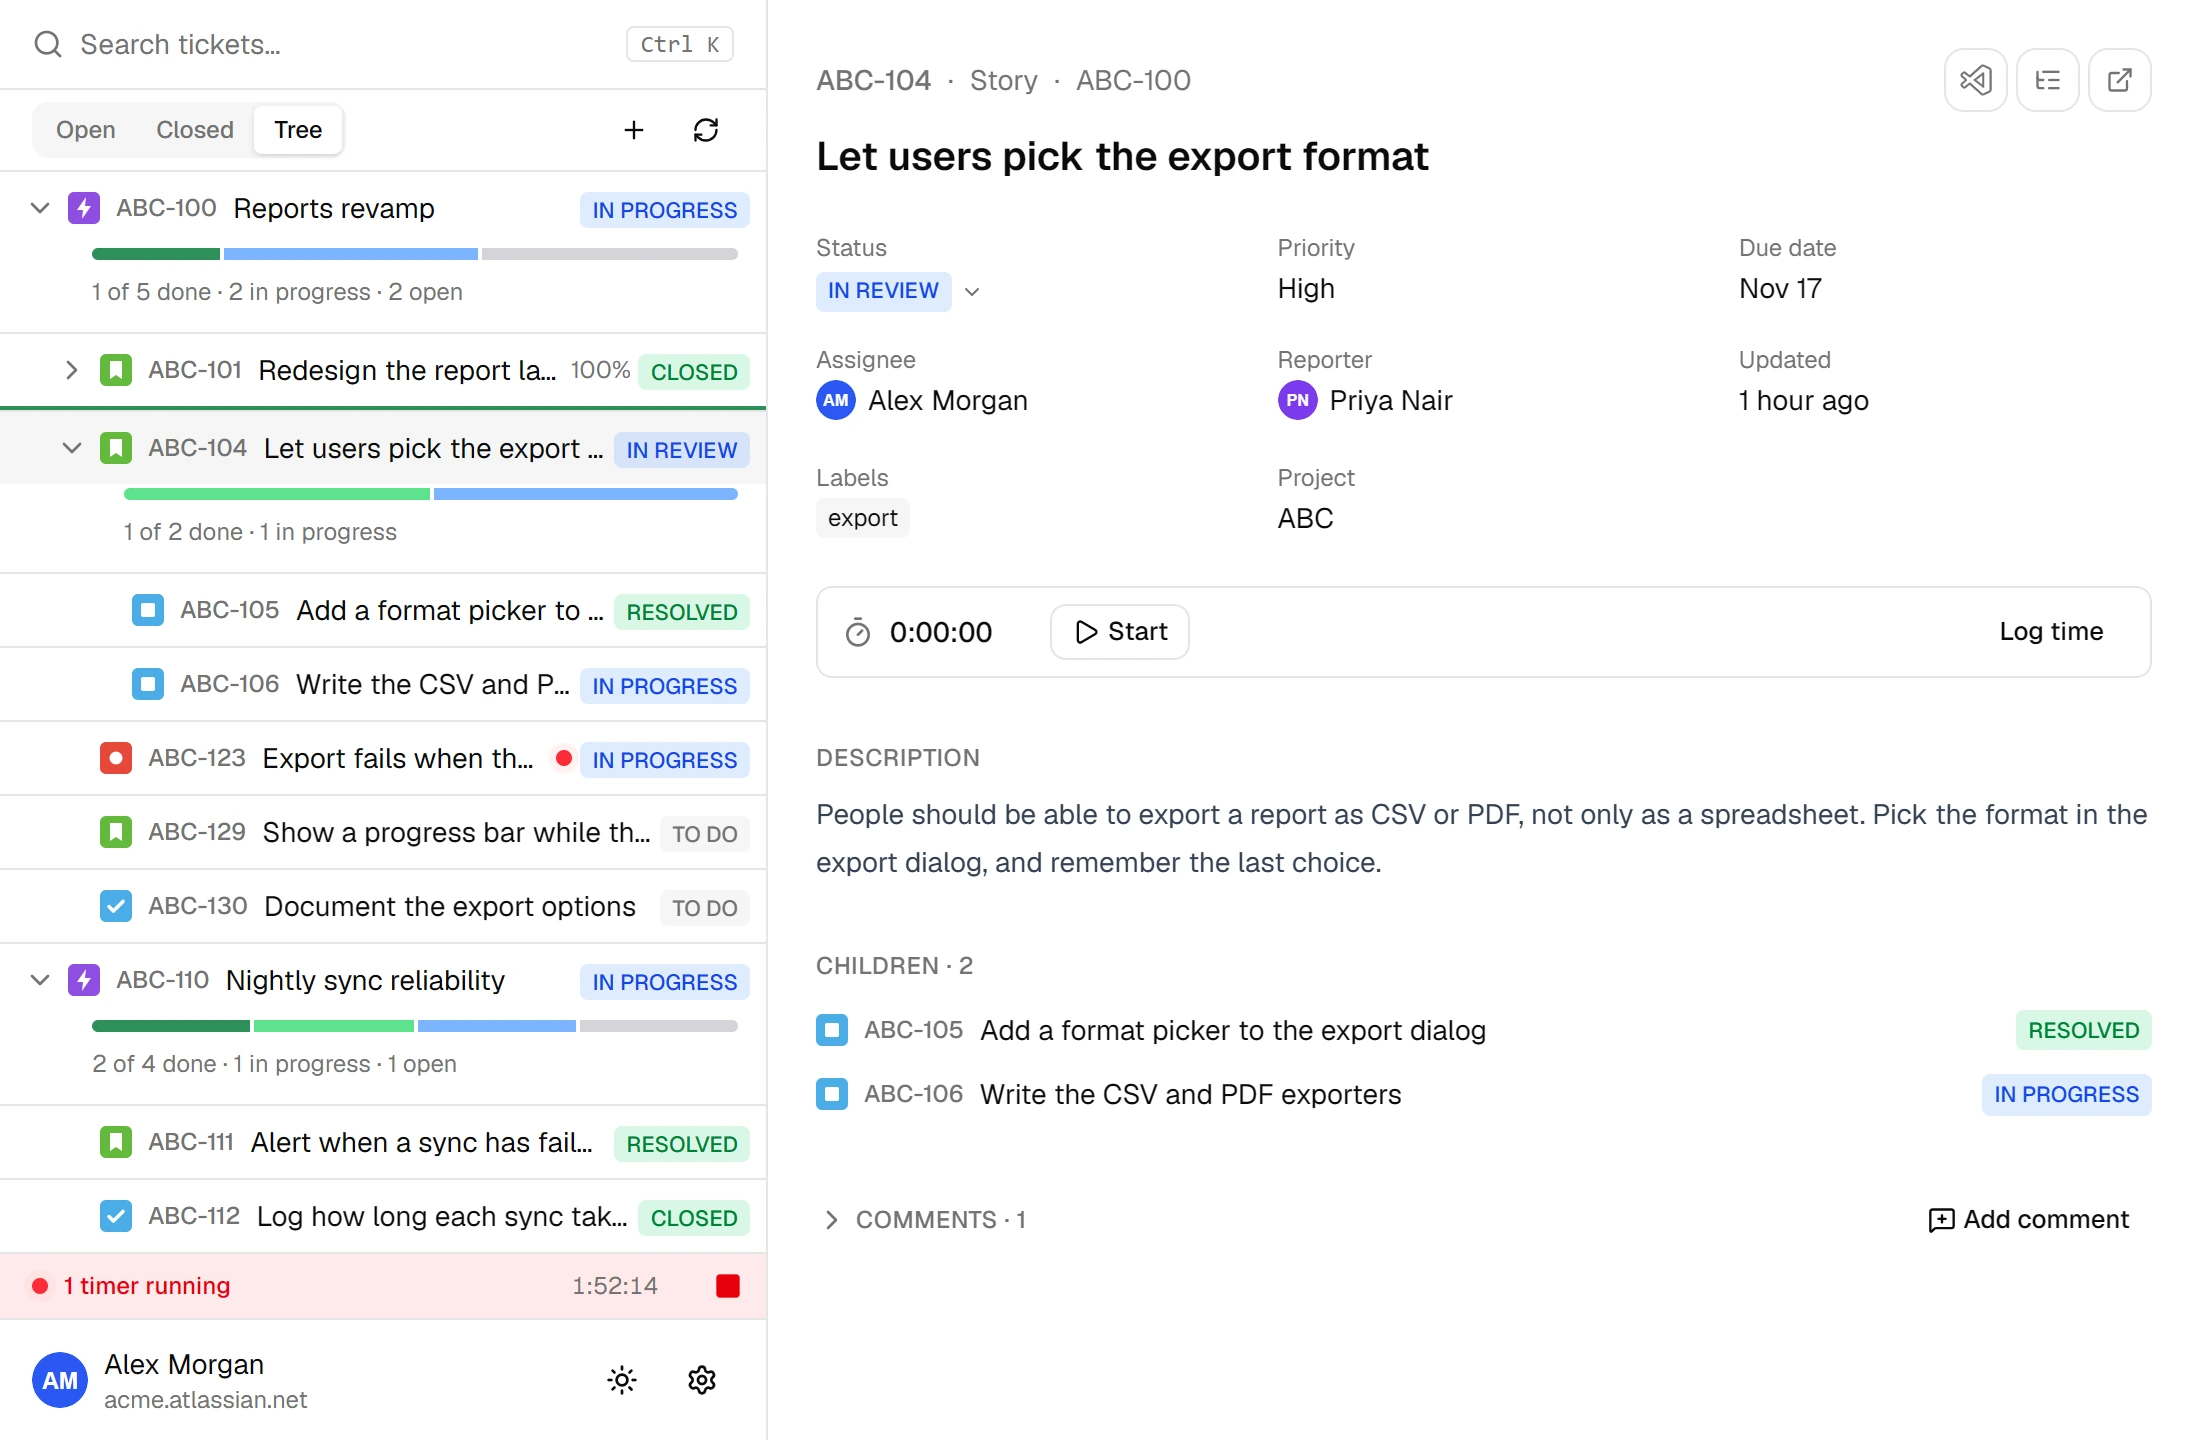 Search tickets...
Ctrl K
Open Closed Tree
ABC-100 Reports revamp IN PROGRESS
1 of 5 done · 2 in progress · 2 open
ABC-101 Redesign the report la... 100% CLOSED
ABC-104 Let users pick the export ... IN REVIEW
1 of 2 done · 1 in progress
ABC-105 Add a format picker to ... RESOLVED
ABC-106 Write the CSV and P... IN PROGRESS
ABC-123 Export fails when th... IN PROGRESS
ABC-129 Show a progress bar while th... TO DO
ABC-130 Document the export options TO DO
ABC-110 Nightly sync reliability IN PROGRESS
2 of 4 done · 1 in progress · 1 open
ABC-111 Alert when a sync has fail... RESOLVED
ABC-112 Log how long each sync tak... CLOSED
1 timer running 1:52:14
AM Alex Morgan
acme.atlassian.net
ABC-104 · Story · ABC-100
Let users pick the export format
Status Priority Due date
IN REVIEW High Nov 17
Assignee Reporter Updated
AM Alex Morgan PN Priya Nair 1 hour ago
Labels Project
export ABC
0:00:00 Start Log time
DESCRIPTION
People should be able to export a report as CSV or PDF, not only as a spreadsheet. Pick the format in the
export dialog, and remember the last choice.
CHILDREN · 2
ABC-105 Add a format picker to the export dialog RESOLVED
ABC-106 Write the CSV and PDF exporters IN PROGRESS
COMMENTS · 1 Add comment